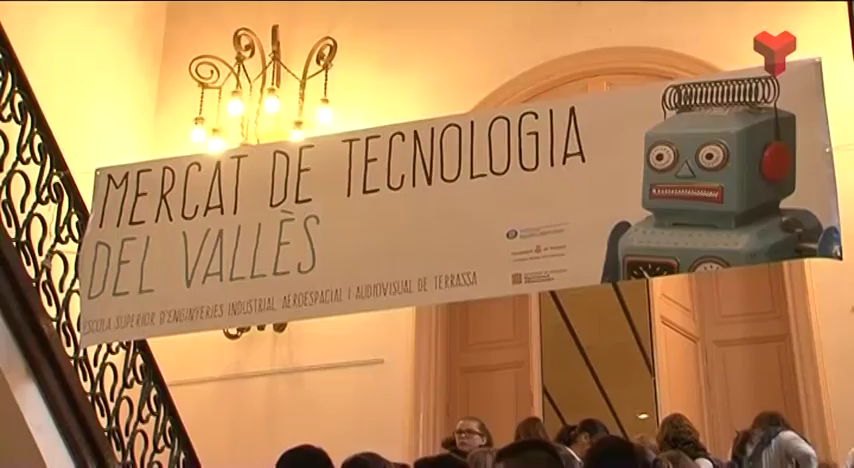 MERCAT DE TECNOLOGIA
DEL VALLÈS
ESCOLA SUPERIOR D'ENGINYERIES INDUSTRIAL, AEROESPACIAL I AUDIOVISUAL DE TERRASSA